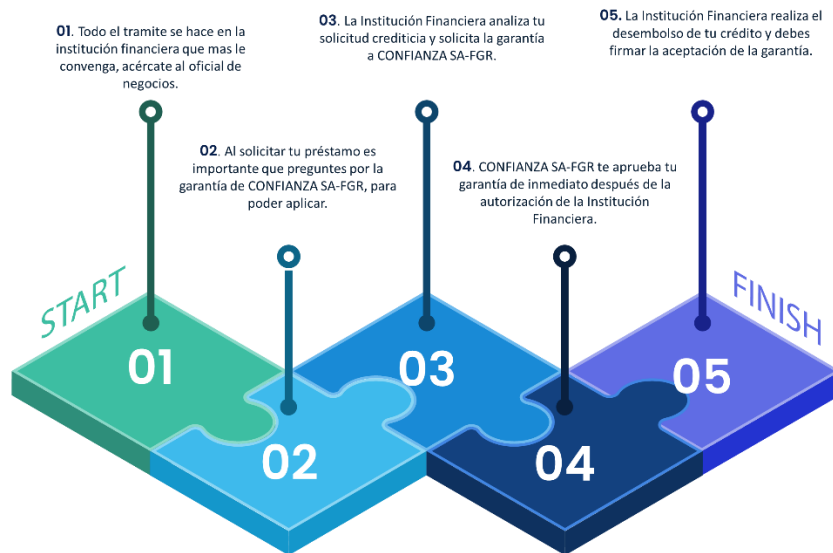 01. Todo el tramite se hace en la
institución financiera que mas le
convenga, acércate al oficial de
negocios.
02. Al solicitar tu préstamo es
importante que preguntes por la
garantía de CONFIANZA SA-FGR, para
poder aplicar.
03. La Institución Financiera analiza tu
solicitud crediticia y solicita la garantía
a CONFIANZA SA-FGR.
04. CONFIANZA SA-FGR te aprueba tu
garantía de inmediato después de la
autorización de la Institución
Financiera.
05. La Institución Financiera realiza el
desembolso de tu crédito y debes
firmar la aceptación de la garantía.
START
FINISH
01
02
03
04
05